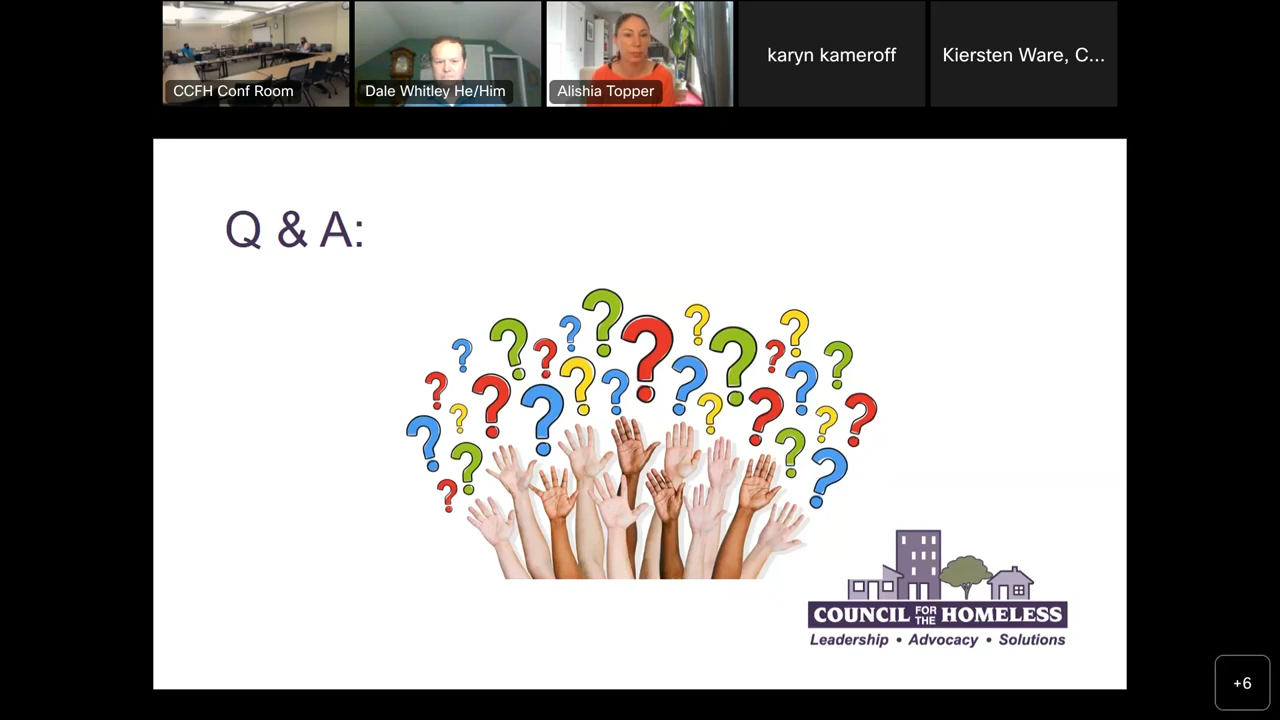 CCFH Conf Room
Dale Whitley He/Him
Alishia Topper
karyn kameroff
Kiersten Ware, C...
Q & A:
COUNCIL FOR THE HOMELESS
Leadership • Advocacy • Solutions
+6